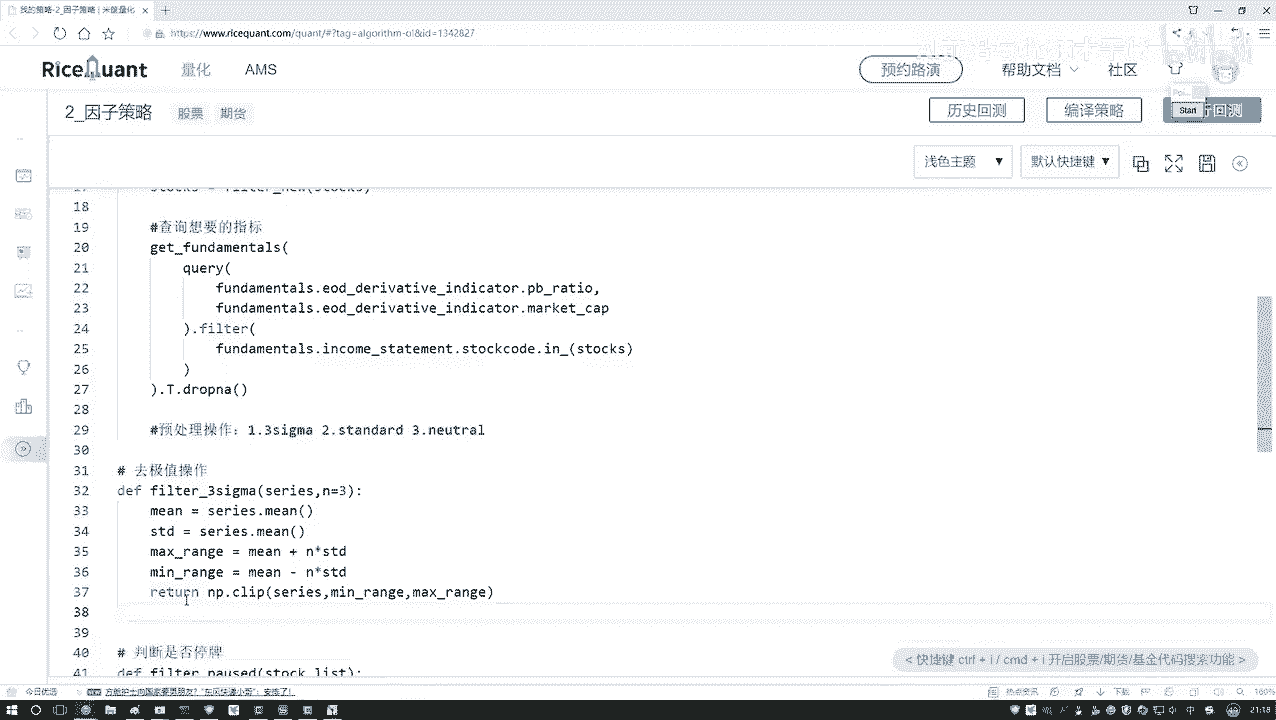 我的策略-2_因子策略 | 米筐量化
https://www.ricequant.com/quant/#?tag=algorithm-ol&id=1342827
RiceQuant 量化 AMS 预约路演 帮助文档 社区
2_因子策略 股票 期货 历史回测 编译策略 回测
Start
浅色主题 ▼ 默认快捷键 ▼
17 stocks = filter_new(stocks)
18
19 #查询想要的指标
20 get_fundamentals(
21 query(
22 fundamentals.eod_derivative_indicator.pb_ratio,
23 fundamentals.eod_derivative_indicator.market_cap
24 ).filter(
25 fundamentals.income_statement.stockcode.in_(stocks)
26 )
27 ).T.dropna()
28
29 #预处理操作：1.3sigma 2.standard 3.neutral
30
31 # 去极值操作
32 def filter_3sigma(series,n=3):
33 mean = series.mean()
34 std = series.mean()
35 max_range = mean + n*std
36 min_range = mean - n*std
37 return np.clip(series,min_range,max_range)
38
39
40 # 判断是否停牌
41 def filter_paused(stock_list):
< 快捷键 ctrl + i / cmd + i 开启股票/期货/基金代码搜索功能 >
今日优选
100%
21:18